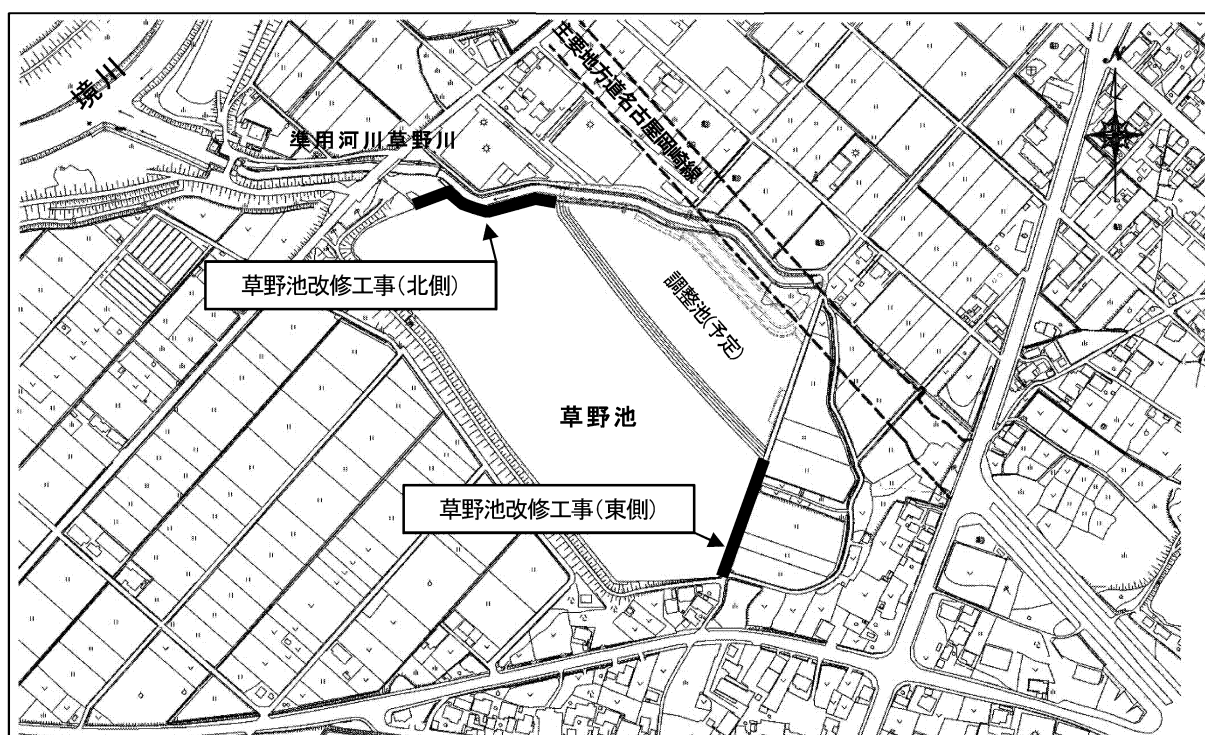 境川
準用河川草野川
主要地方道名古屋岡崎線
草野池改修工事(北側)
調整池(予定)
草野池
草野池改修工事(東側)